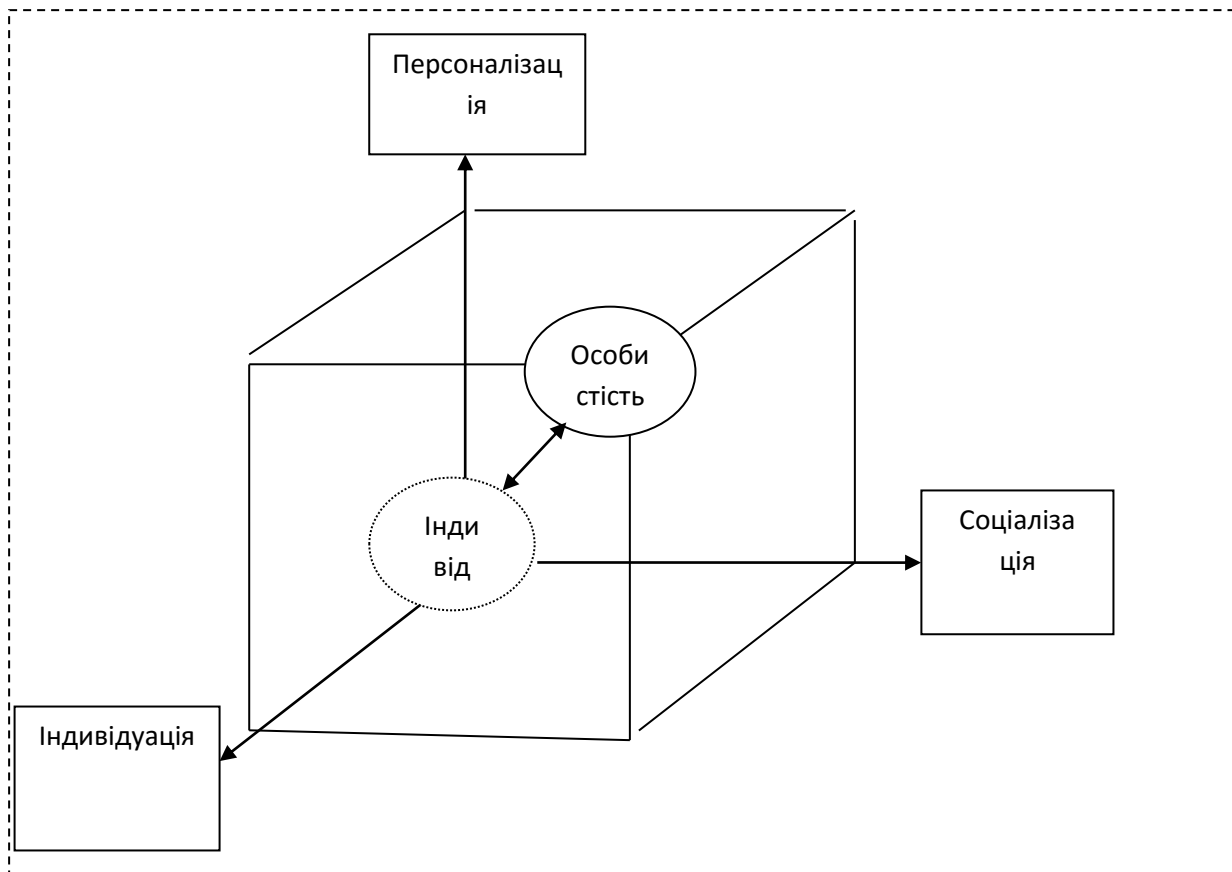 Персоналізац
ія
Особи
стість
Інди
від
Соціаліза
ція
Індивідуація